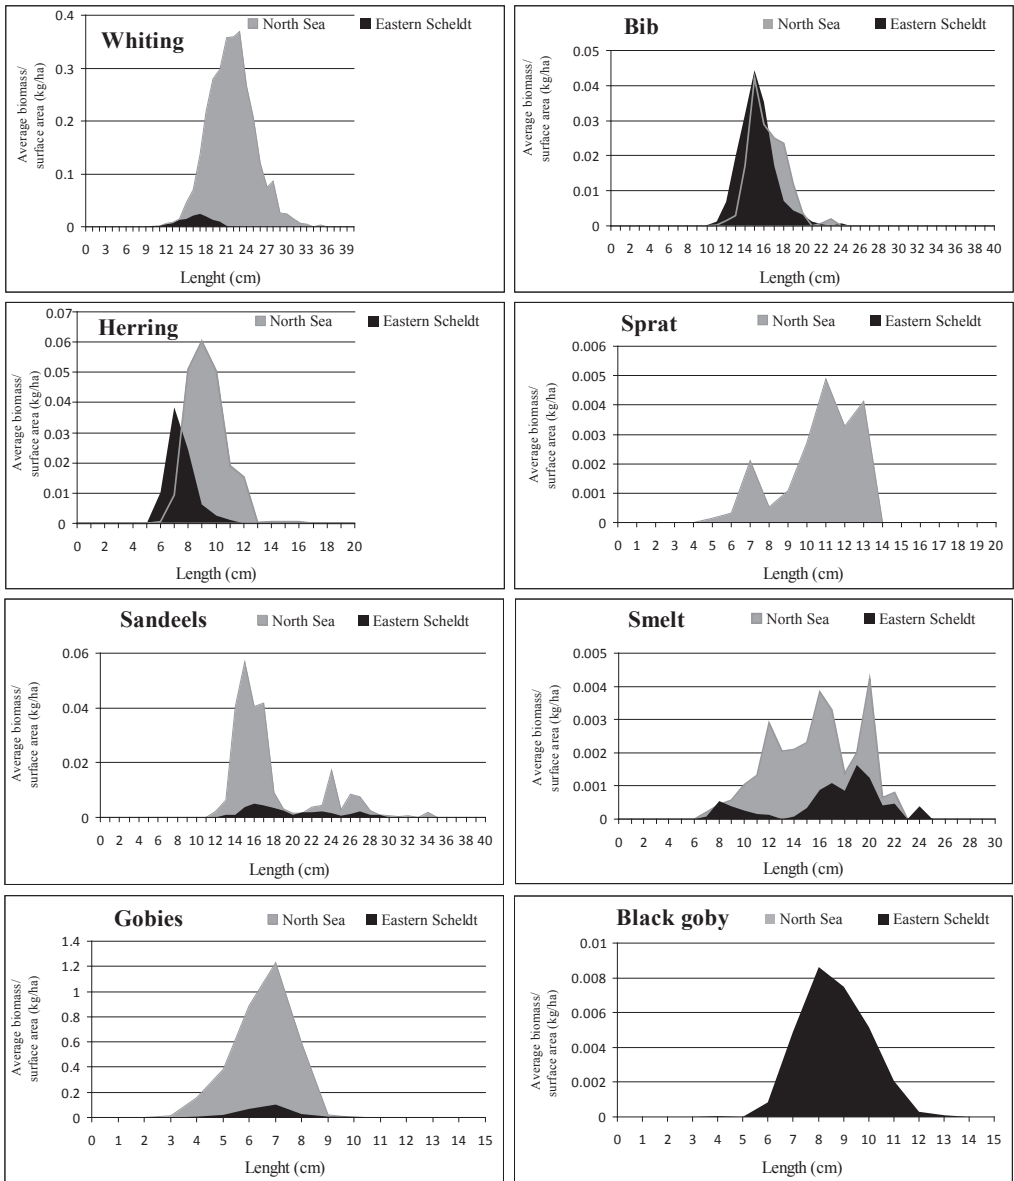 Whiting
North Sea Eastern Scheldt
Average biomass/
surface area (kg/ha)
0.4
0.3
0.2
0.1
0
0 3 6 9 12 15 18 21 24 27 30 33 36 39
Lenght (cm)
Bib
North Sea Eastern Scheldt
Average biomass/
surface area (kg/ha)
0.05
0.04
0.03
0.02
0.01
0
0 2 4 6 8 10 12 14 16 18 20 22 24 26 28 30 32 34 36 38 40
Length (cm)
Herring
North Sea Eastern Scheldt
Average biomass/
surface area (kg/ha)
0.07
0.06
0.05
0.04
0.03
0.02
0.01
0
0 2 4 6 8 10 12 14 16 18 20
Length (cm)
Sprat
North Sea Eastern Scheldt
Average biomass/
surface area (kg/ha)
0.006
0.005
0.004
0.003
0.002
0.001
0
0 1 2 3 4 5 6 7 8 9 10 11 12 13 14 15 16 17 18 19 20
Length (cm)
Sandeels
North Sea Eastern Scheldt
Average biomass/
surface area (kg/ha)
0.06
0.04
0.02
0
0 2 4 6 8 10 12 14 16 18 20 22 24 26 28 30 32 34 36 38 40
Length (cm)
Smelt
North Sea Eastern Scheldt
Average biomass/
surface area (kg/ha)
0.005
0.004
0.003
0.002
0.001
0
0 2 4 6 8 10 12 14 16 18 20 22 24 26 28 30
Length (cm)
Gobies
North Sea Eastern Scheldt
Average biomass/
surface area (kg/ha)
1.4
1.2
1
0.8
0.6
0.4
0.2
0
0 1 2 3 4 5 6 7 8 9 10 11 12 13 14 15
Lenght (cm)
Black goby
North Sea Eastern Scheldt
Average biomass/
surface area (kg/ha)
0.01
0.008
0.006
0.004
0.002
0
0 1 2 3 4 5 6 7 8 9 10 11 12 13 14 15
Length (cm)